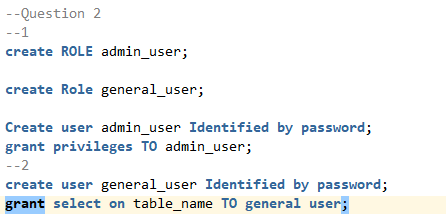 --Question 2
--1
create ROLE admin_user;
create Role general_user;
Create user admin_user Identified by password;
grant privileges TO admin_user;
--2
create user general_user Identified by password;
grant select on table_name TO general user;